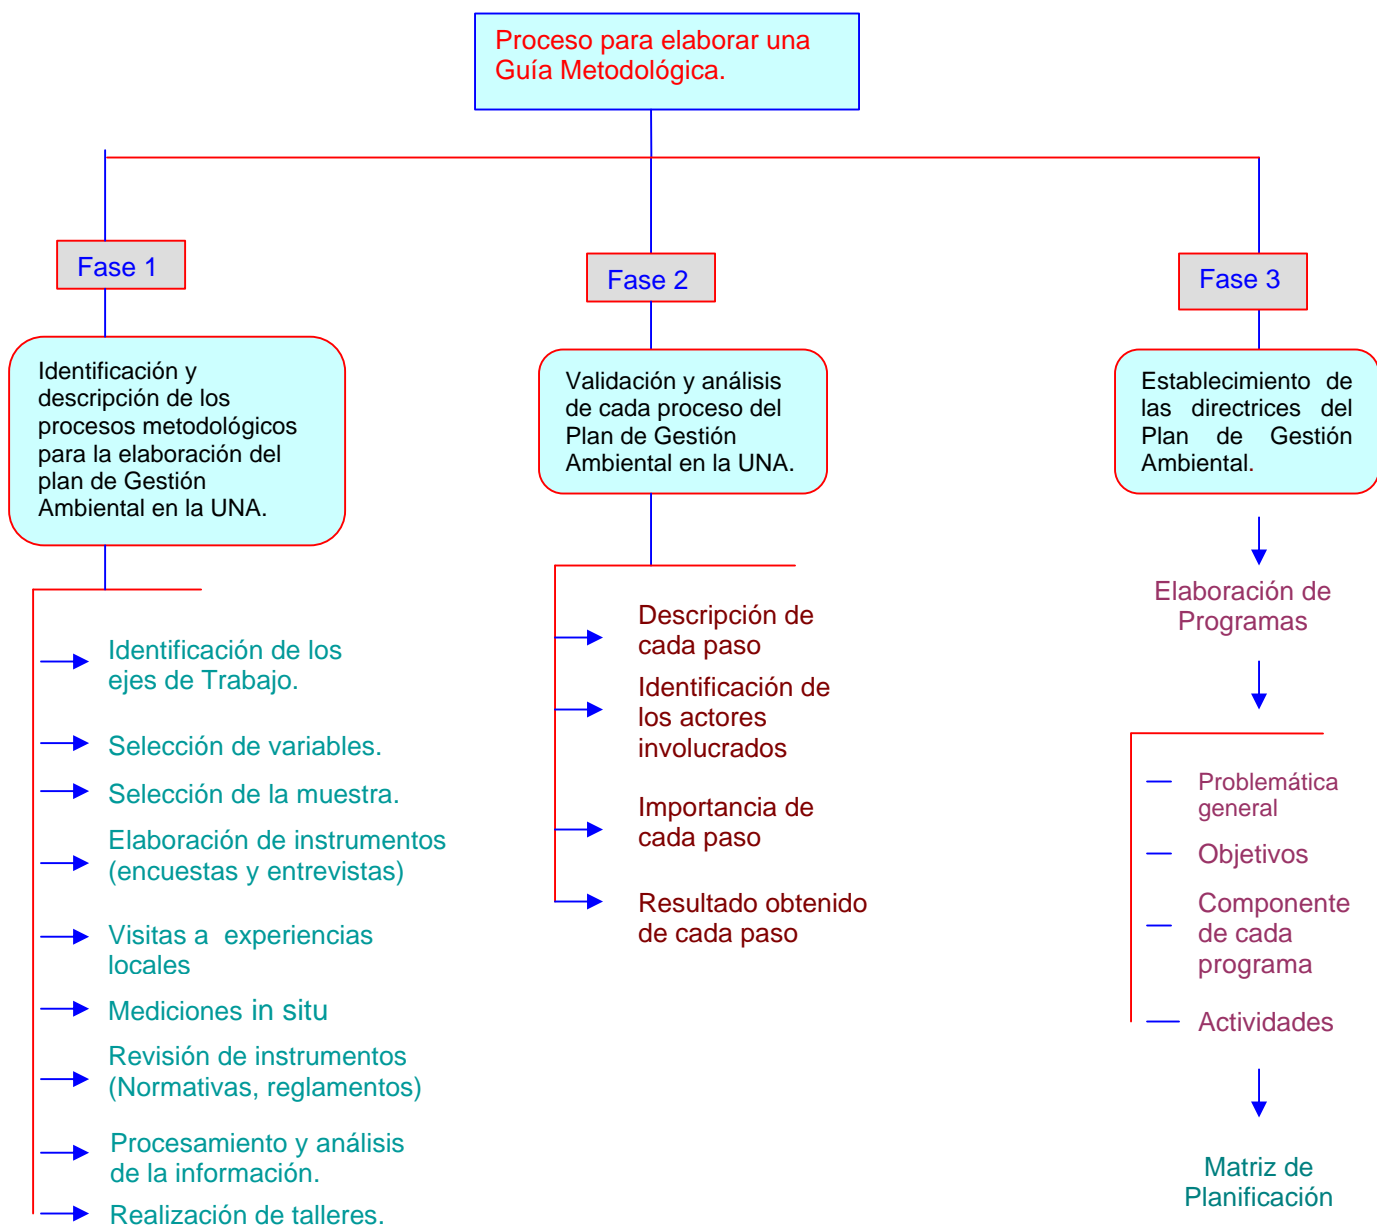 Proceso para elaborar una
Guía Metodológica.
Fase 1
Identificación y
descripción de los
procesos metodológicos
para la elaboración del
plan de Gestión
Ambiental en la UNA.
Identificación de los
ejes de Trabajo.
Selección de variables.
Selección de la muestra.
Elaboración de instrumentos
(encuestas y entrevistas)
Visitas a experiencias
locales
Mediciones in situ
Revisión de instrumentos
(Normativas, reglamentos)
Procesamiento y análisis
de la información.
Realización de talleres.
Fase 2
Validación y análisis
de cada proceso del
Plan de Gestión
Ambiental en la UNA.
Descripción de
cada paso
Identificación de
los actores
involucrados
Importancia de
cada paso
Resultado obtenido
de cada paso
Fase 3
Establecimiento de
las directrices del
Plan de Gestión
Ambiental.
Elaboración de
Programas
Problemática
general
Objetivos
Componente
de cada
programa
Actividades
Matriz de
Planificación